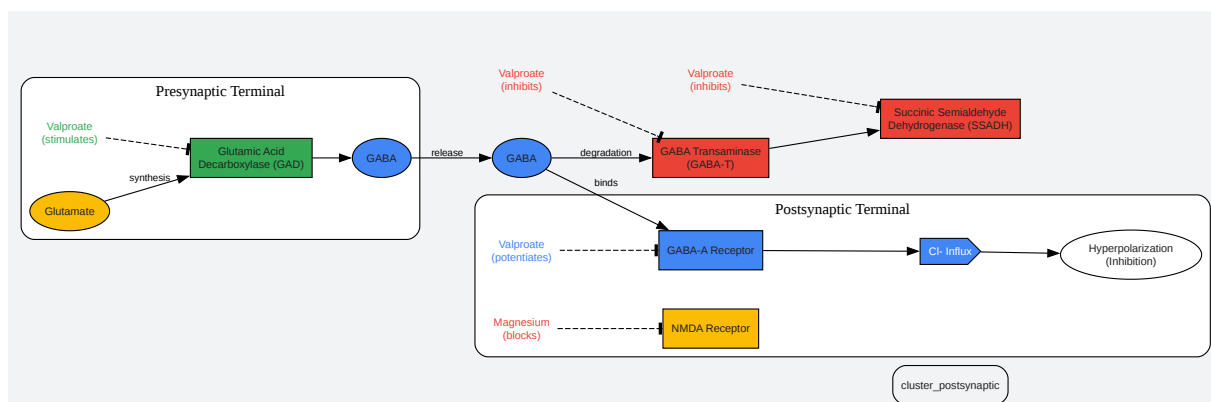 Presynaptic Terminal
Valproate
(stimulates)
Glutamic Acid
Decarboxylase (GAD)
synthesis
Glutamate
GABA
release
GABA
degradation
binds
Valproate
(inhibits)
Valproate
(inhibits)
GABA Transaminase
(GABA-T)
Succinic Semialdehyde
Dehydrogenase (SSADH)
Postsynaptic Terminal
Valproate
(potentiates)
GABA-A Receptor
Cl- Influx
Hyperpolarization
(Inhibition)
Magnesium
(blocks)
NMDA Receptor
cluster_postsynaptic